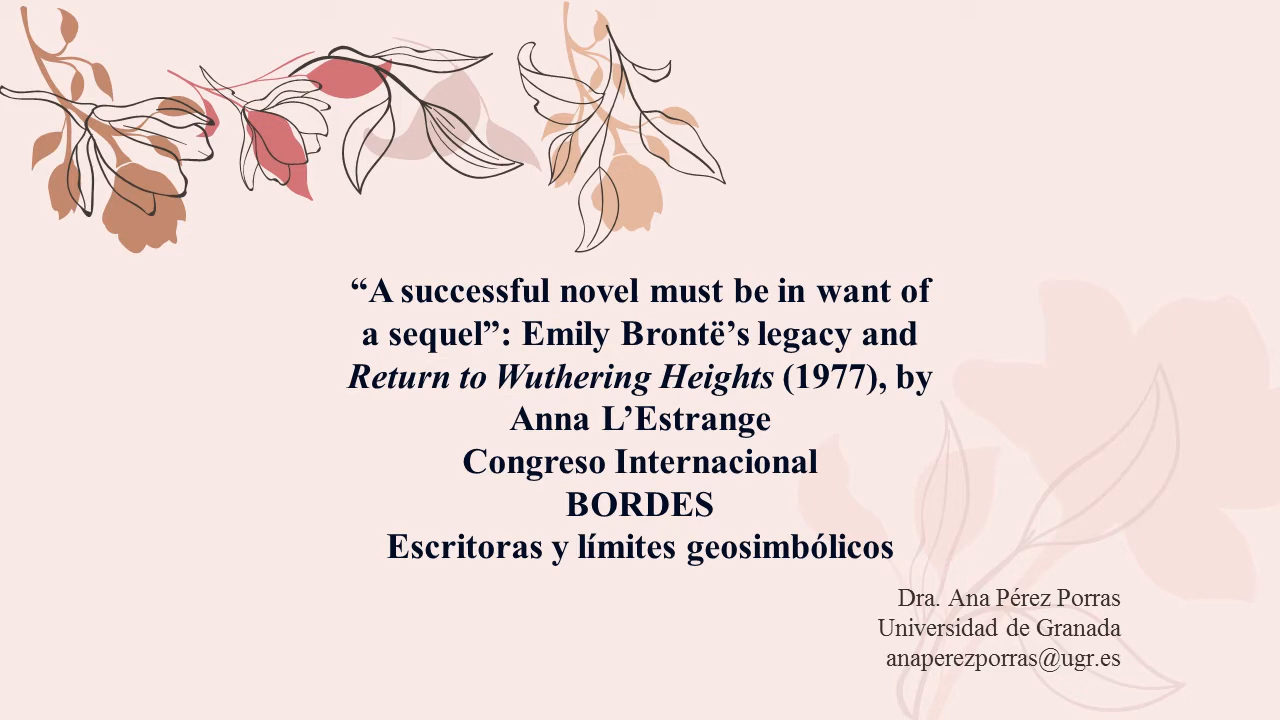 “A successful novel must be in want of
a sequel”: Emily Brontë’s legacy and
Return to Wuthering Heights (1977), by
Anna L’Estrange
Congreso Internacional
BORDES
Escritoras y límites geosimbólicos
Dra. Ana Pérez Porras
Universidad de Granada
anaperezporras@ugr.es